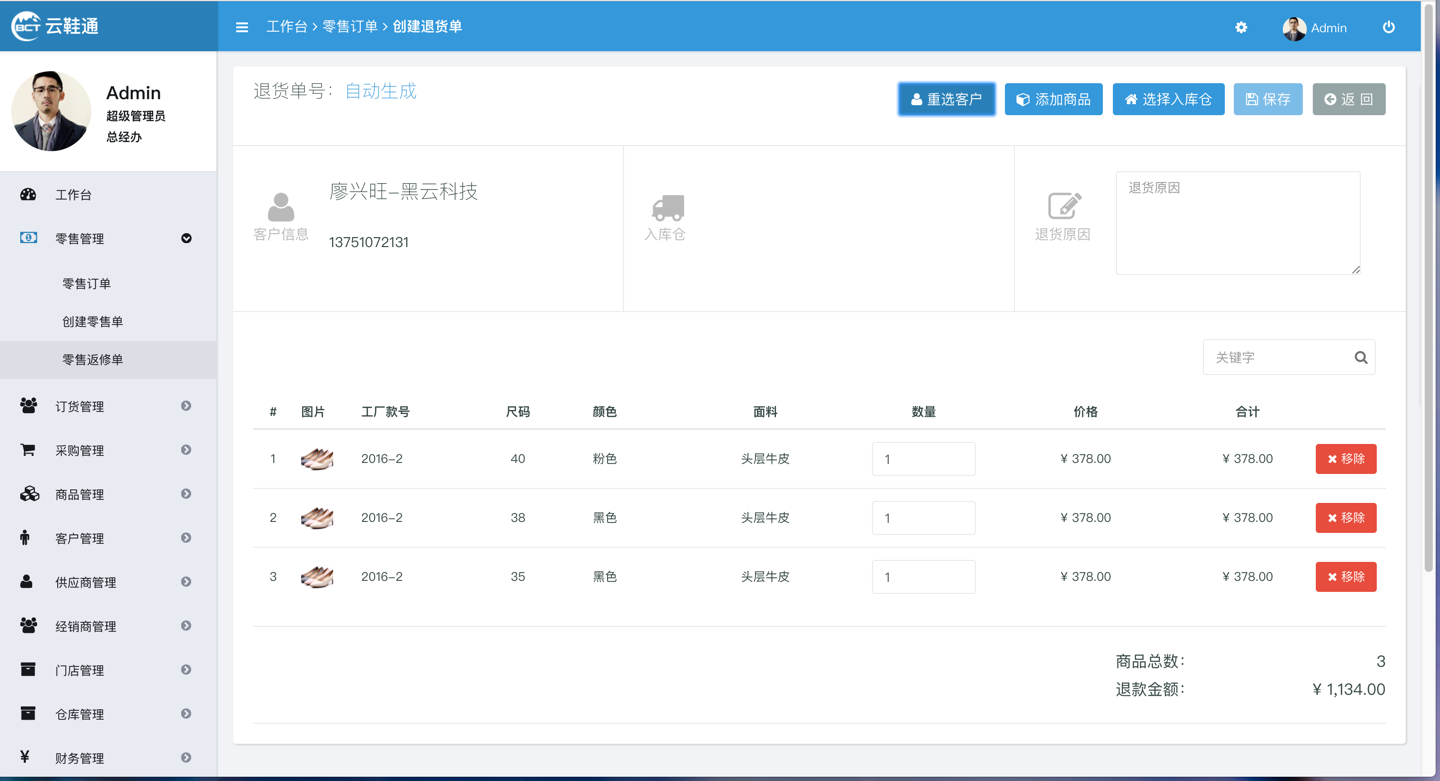 BCT 云鞋通
工作台 > 零售订单 > 创建退货单
Admin
Admin
超级管理员
总经办
工作台
零售管理
零售订单
创建零售单
零售返修单
订货管理
采购管理
商品管理
客户管理
供应商管理
经销商管理
门店管理
仓库管理
¥ 财务管理
退货单号：自动生成
重选客户 添加商品 选择入库仓 保存 返 回
客户信息
廖兴旺-黑云科技
13751072131
入库仓
退货原因
退货原因
关键字
# 图片 工厂款号 尺码 颜色 面料 数量 价格 合计
1 2016-2 40 粉色 头层牛皮 1 ¥ 378.00 ¥ 378.00 移除
2 2016-2 38 黑色 头层牛皮 1 ¥ 378.00 ¥ 378.00 移除
3 2016-2 35 黑色 头层牛皮 1 ¥ 378.00 ¥ 378.00 移除
商品总数： 3
退款金额： ¥ 1,134.00